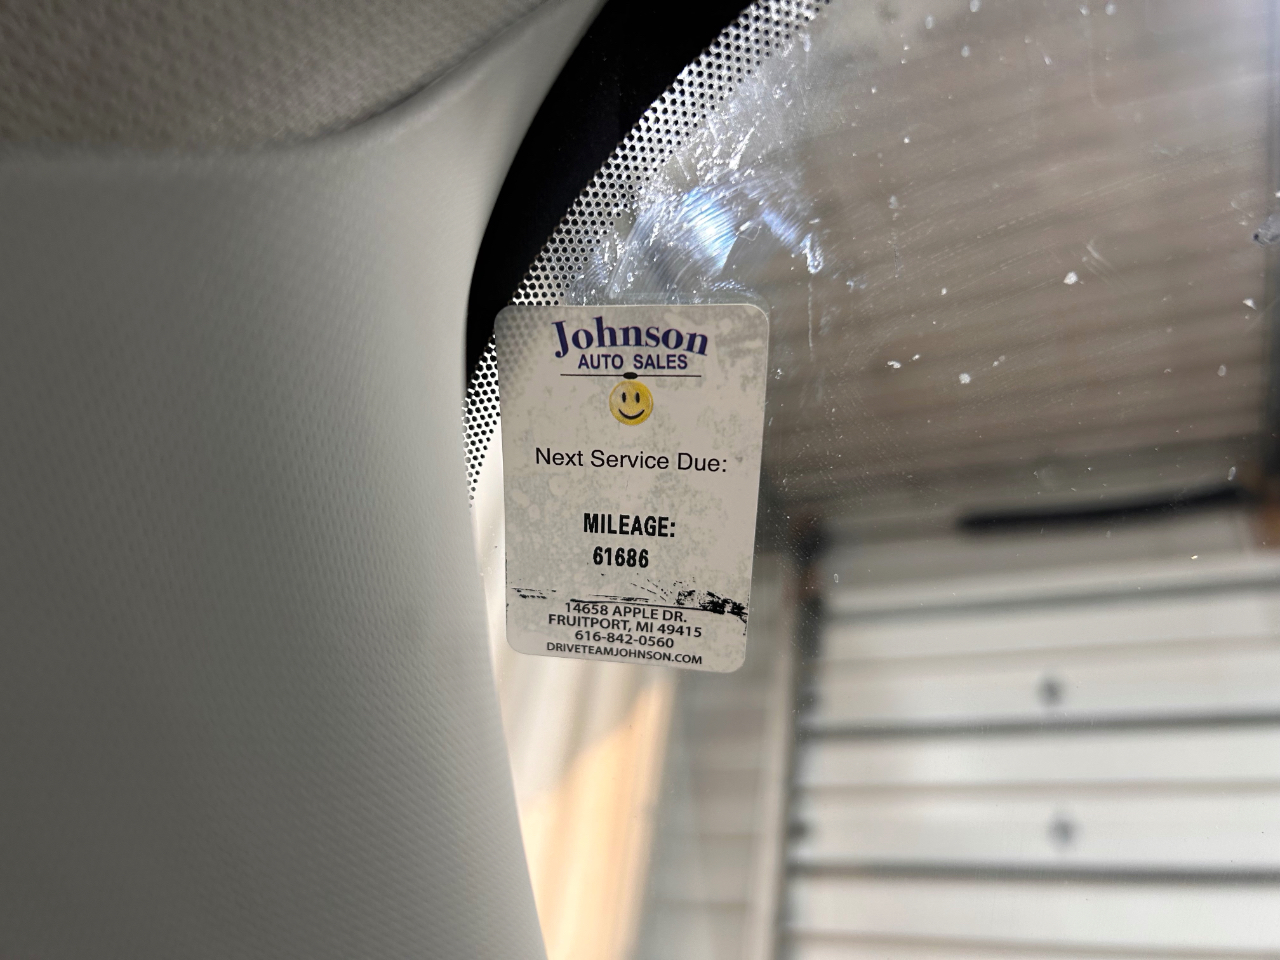 Johnson
AUTO SALES
Next Service Due:
MILEAGE:
61686
14658 APPLE DR.
FRUITPORT, MI 49415
616-842-0560
DRIVETEAMJOHNSON.COM